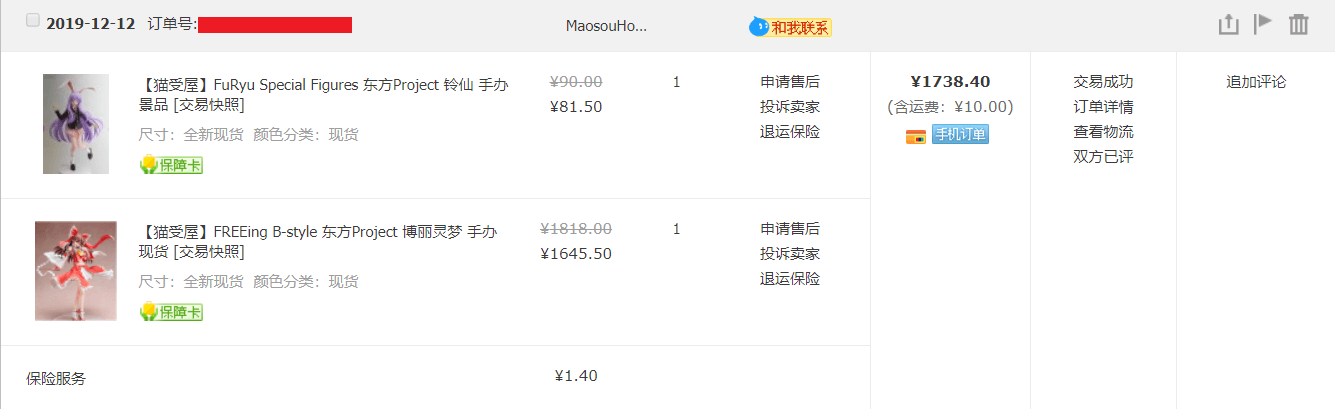 2019-12-12 订单号: MaosouHo... 和我联系
【猫受屋】FuRyu Special Figures 东方Project 铃仙 手办
景品 [交易快照]
尺寸：全新现货 颜色分类：现货
保障卡
¥90.00
¥81.50
1
申请售后
投诉卖家
退运保险
¥1738.40
(含运费：¥10.00)
手机订单
交易成功
订单详情
查看物流
双方已评
追加评论
【猫受屋】FREEing B-style 东方Project 博丽灵梦 手办
现货 [交易快照]
尺寸：全新现货 颜色分类：现货
保障卡
¥1818.00
¥1645.50
1
申请售后
投诉卖家
退运保险
保险服务 ¥1.40